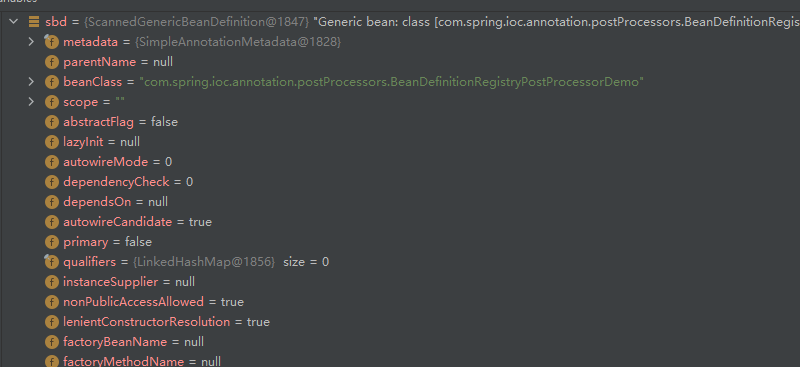 ariables
sbd = {ScannedGenericBeanDefinition@1847} "Generic bean: class [com.spring.ioc.annotation.postProcessors.BeanDefinitionRegis
f metadata = {SimpleAnnotationMetadata@1828}
f parentName = null
f beanClass = "com.spring.ioc.annotation.postProcessors.BeanDefinitionRegistryPostProcessorDemo"
f scope = ""
f abstractFlag = false
f lazyInit = null
f autowireMode = 0
f dependencyCheck = 0
f dependsOn = null
f autowireCandidate = true
f primary = false
f qualifiers = {LinkedHashMap@1856} size = 0
f instanceSupplier = null
f nonPublicAccessAllowed = true
f lenientConstructorResolution = true
f factoryBeanName = null
f factoryMethodName = null